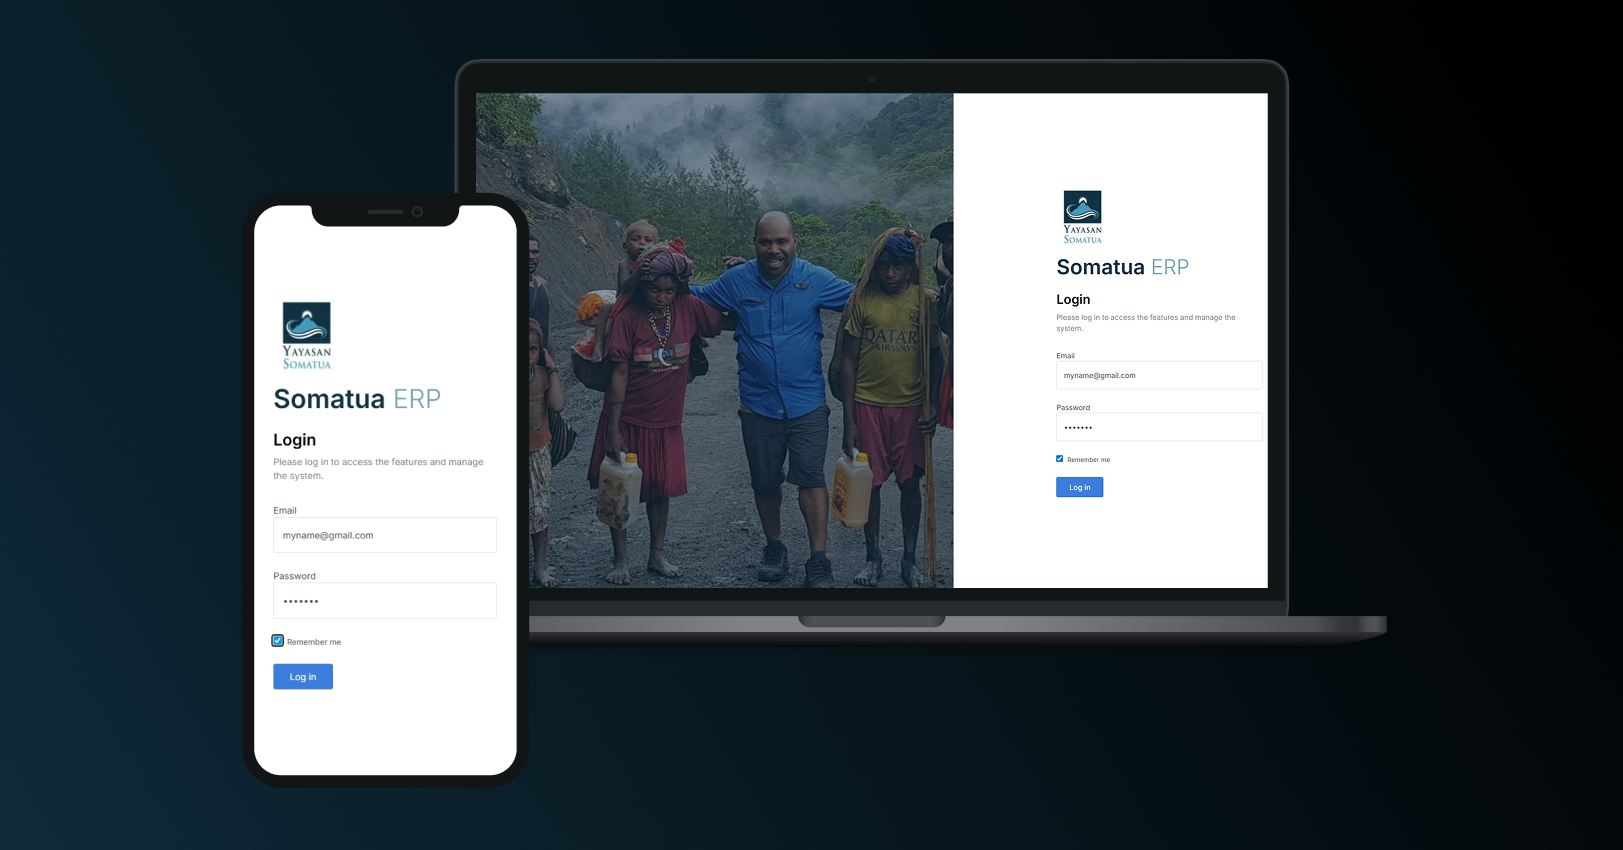 YAYASAN
SOMATUA
Somatua ERP
Login
Please log in to access the features and manage
the system.
Email
myname@gmail.com
Password
•••••••
Remember me
Log in
QATAR
AIRWAYS
YAYASAN
SOMATUA
Somatua ERP
Login
Please log in to access the features and manage the
system.
Email
myname@gmail.com
Password
•••••••
Remember me
Log in